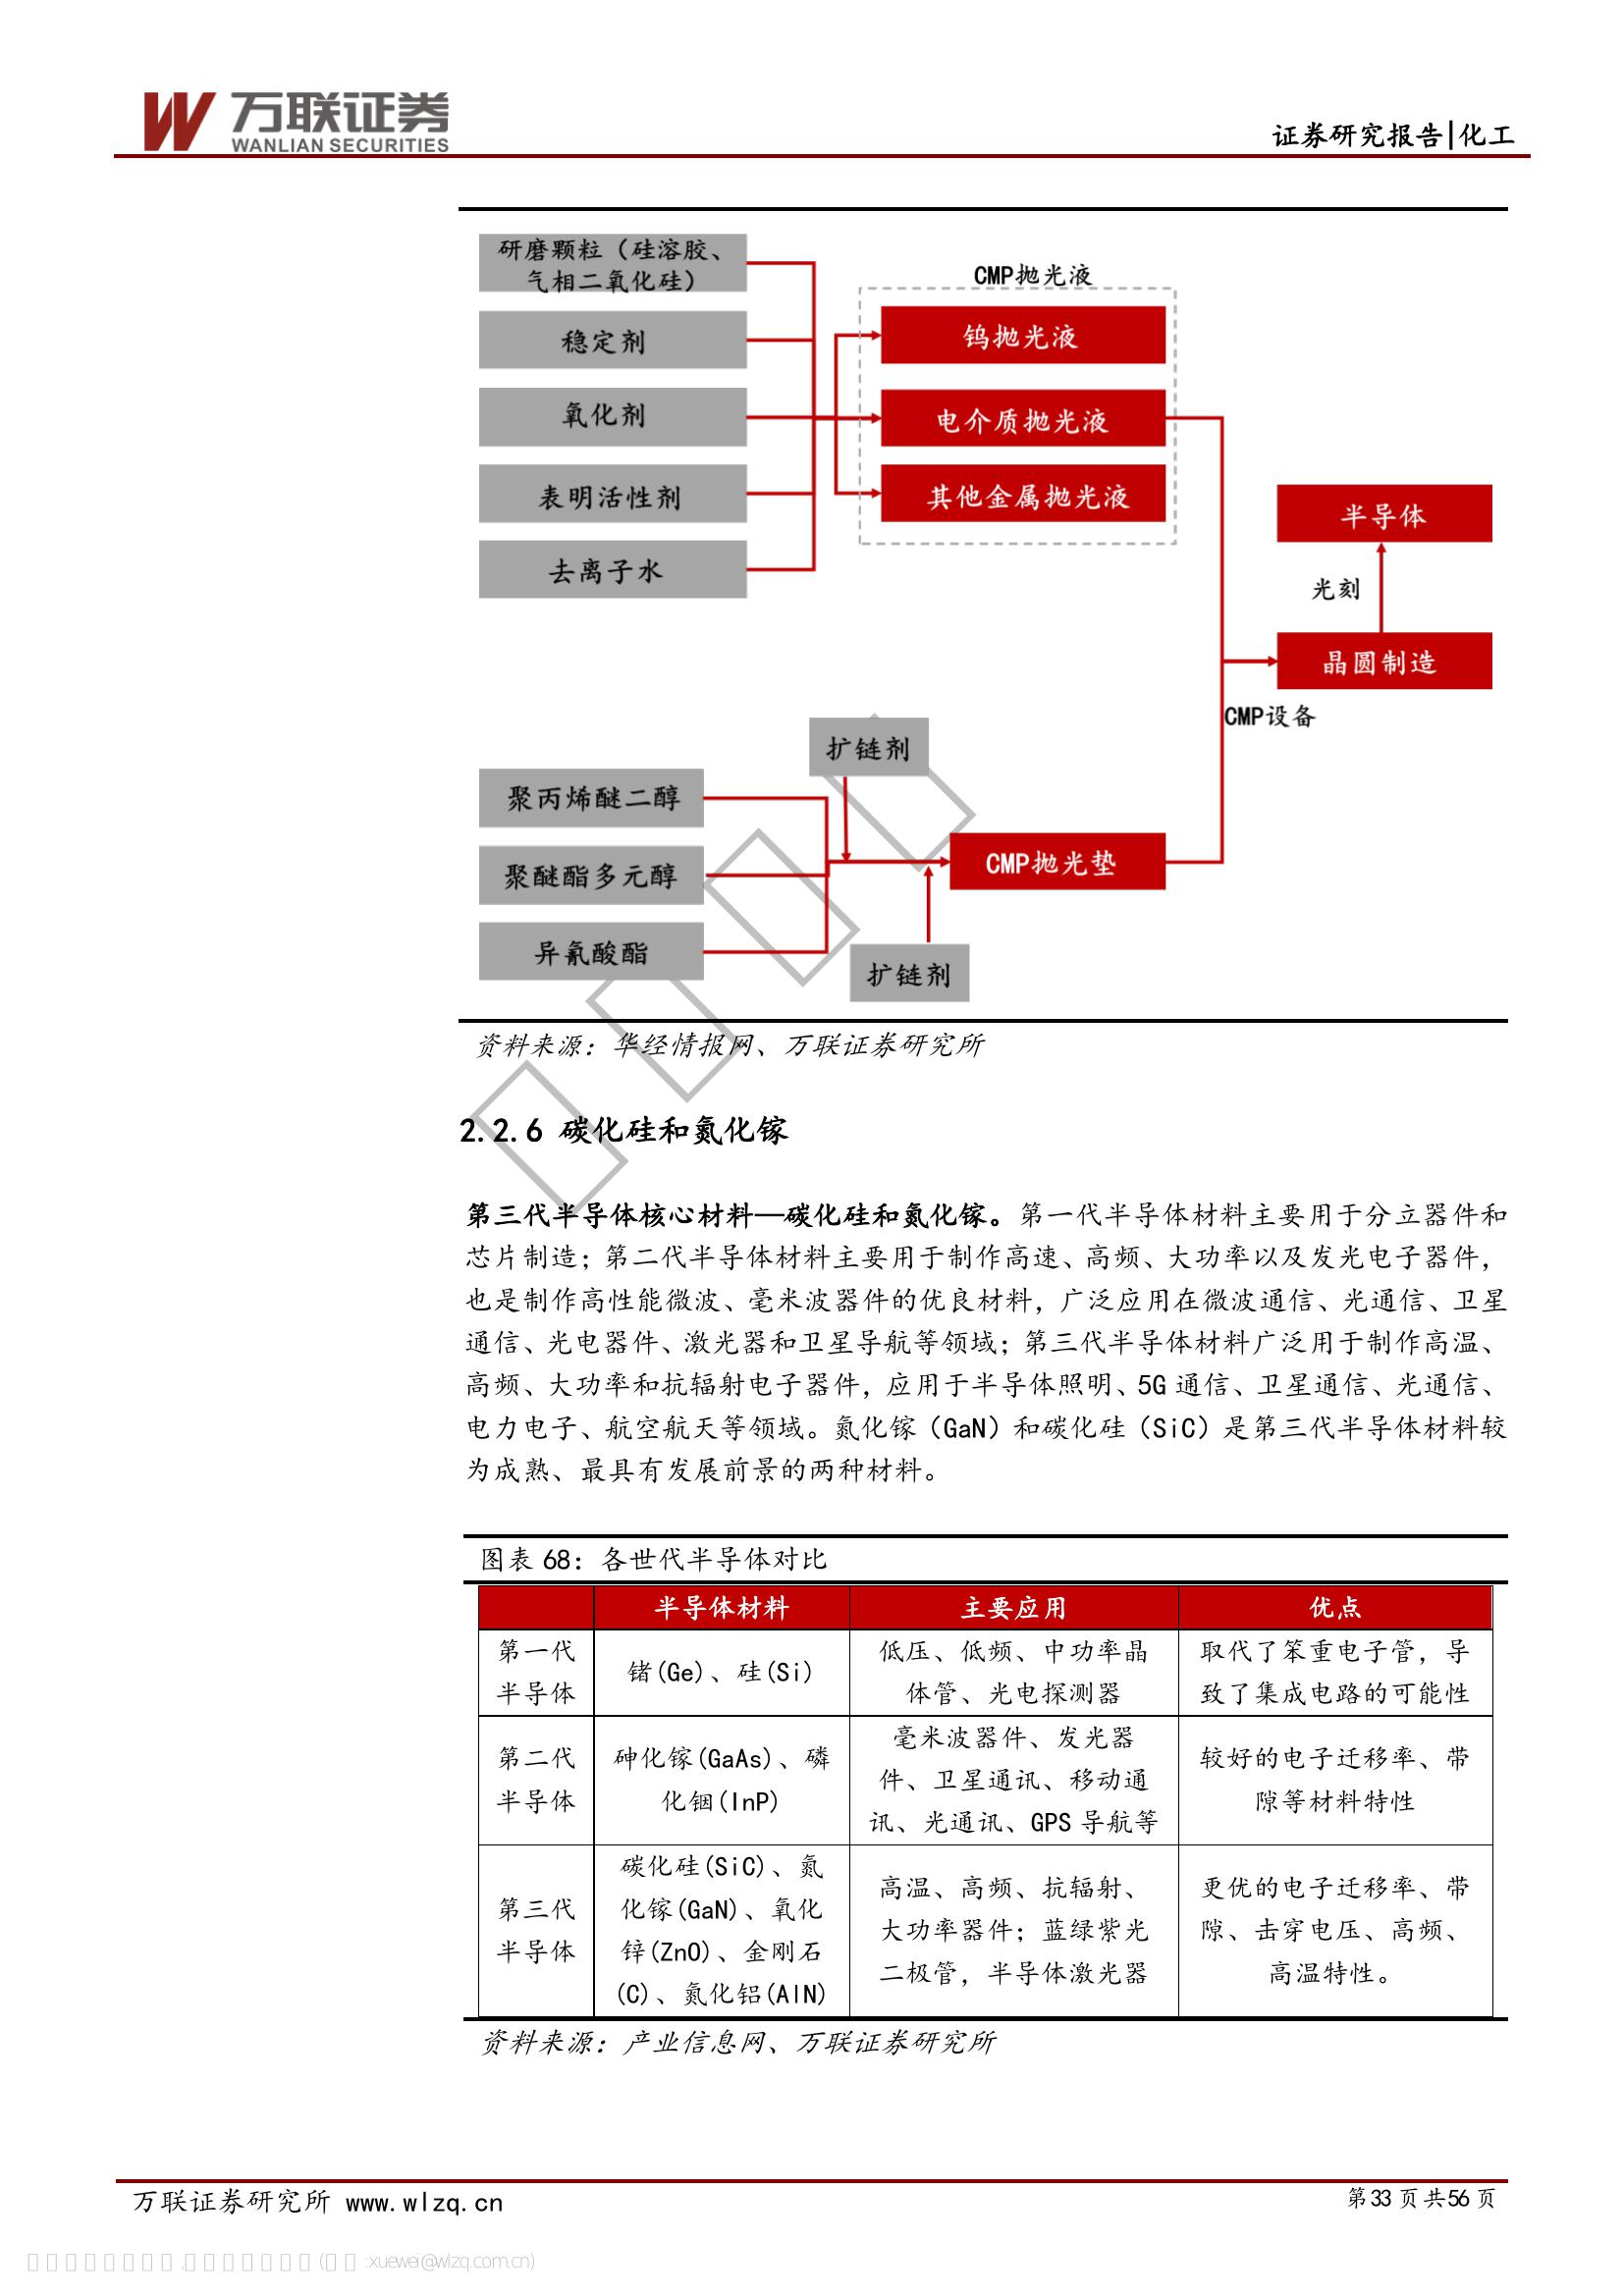 万联证券
WANLIAN SECURITIES
证券研究报告|化工
研磨颗粒（硅溶胶、
气相二氧化硅）
稳定剂
氧化剂
表明活性剂
去离子水
CMP抛光液
钨抛光液
电介质抛光液
其他金属抛光液
半导体
光刻
晶圆制造
CMP设备
扩链剂
聚丙烯醚二醇
聚醚酯多元醇
异氰酸酯
CMP抛光垫
扩链剂
资料来源：华经情报网、万联证券研究所
2.2.6 碳化硅和氮化镓
第三代半导体核心材料—碳化硅和氮化镓。第一代半导体材料主要用于分立器件和
芯片制造；第二代半导体材料主要用于制作高速、高频、大功率以及发光电子器件，
也是制作高性能微波、毫米波器件的优良材料，广泛应用在微波通信、光通信、卫星
通信、光电器件、激光器和卫星导航等领域；第三代半导体材料广泛用于制作高温、
高频、大功率和抗辐射电子器件，应用于半导体照明、5G 通信、卫星通信、光通信、
电力电子、航空航天等领域。氮化镓（GaN）和碳化硅（SiC）是第三代半导体材料较
为成熟、最具有发展前景的两种材料。
图表 68：各世代半导体对比
半导体材料 主要应用 优点
第一代
半导体
锗(Ge)、硅(Si)
低压、低频、中功率晶
体管、光电探测器
取代了笨重电子管，导
致了集成电路的可能性
第二代
半导体
砷化镓(GaAs)、磷
化铟(InP)
毫米波器件、发光器
件、卫星通讯、移动通
讯、光通讯、GPS 导航等
较好的电子迁移率、带
隙等材料特性
第三代
半导体
碳化硅(SiC)、氮
化镓(GaN)、氧化
锌(ZnO)、金刚石
(C)、氮化铝(AlN)
高温、高频、抗辐射、
大功率器件；蓝绿紫光
二极管，半导体激光器
更优的电子迁移率、带
隙、击穿电压、高频、
高温特性。
资料来源：产业信息网、万联证券研究所
万联证券研究所 www.wlzq.cn
第33 页 共56 页
:xuewei@wlzq.com.cn)